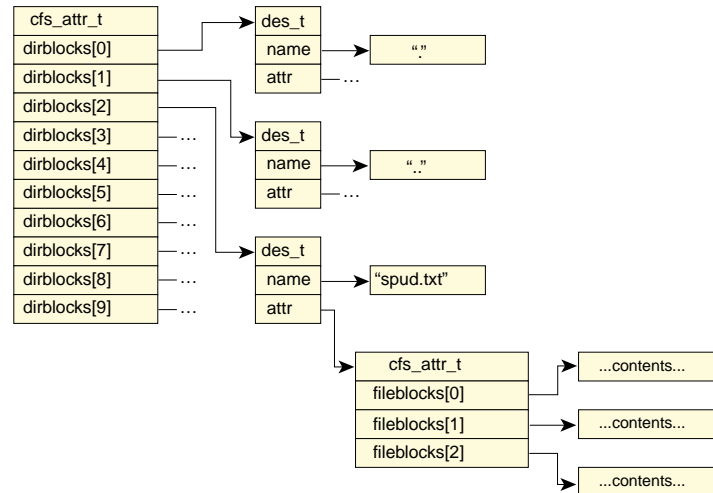 cfs_attr_t
dirblocks[0]
dirblocks[1]
dirblocks[2]
dirblocks[3]
dirblocks[4]
dirblocks[5]
dirblocks[6]
dirblocks[7]
dirblocks[8]
dirblocks[9]
…
…
…
…
…
…
…
des_t
name
attr
“.”
…
des_t
name
attr
“..”
…
des_t
name
attr
“spud.txt”
cfs_attr_t
fileblocks[0]
fileblocks[1]
fileblocks[2]
...contents...
...contents...
...contents...